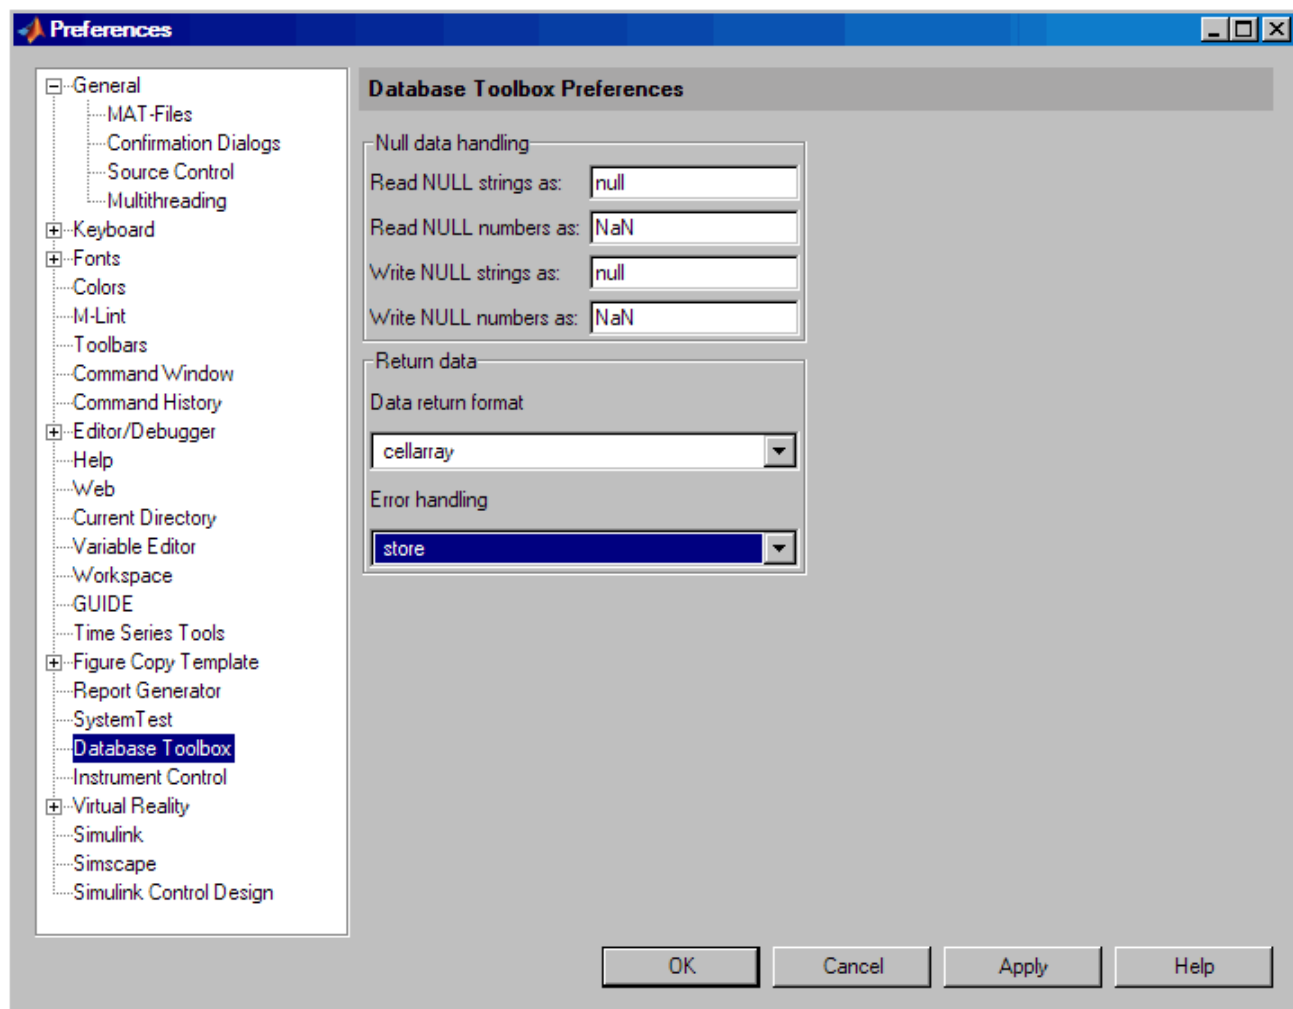 Preferences
General
MAT-Files
Confirmation Dialogs
Source Control
Multithreading
Keyboard
Fonts
Colors
M-Lint
Toolbars
Command Window
Command History
Editor/Debugger
Help
Web
Current Directory
Variable Editor
Workspace
GUIDE
Time Series Tools
Figure Copy Template
Report Generator
SystemTest
Database Toolbox
Instrument Control
Virtual Reality
Simulink
Simscape
Simulink Control Design
Database Toolbox Preferences
Null data handling
Read NULL strings as: null
Read NULL numbers as: NaN
Write NULL strings as: null
Write NULL numbers as: NaN
Return data
Data return format
cellarray
Error handling
store
OK Cancel Apply Help